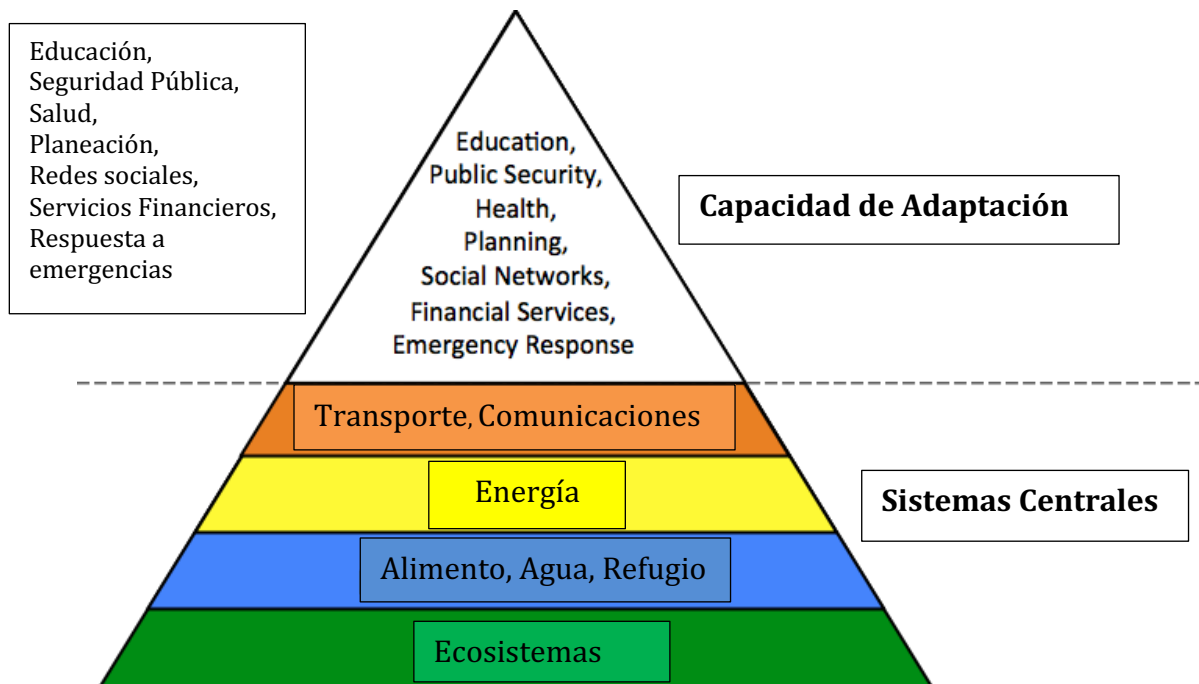 Educación,
Seguridad Pública,
Salud,
Planeación,
Redes sociales,
Servicios Financieros,
Respuesta a
emergencias
Education,
Public Security,
Health,
Planning,
Social Networks,
Financial Services,
Emergency Response
Capacidad de Adaptación
Transporte, Comunicaciones
Energía
Sistemas Centrales
Alimento, Agua, Refugio
Ecosistemas